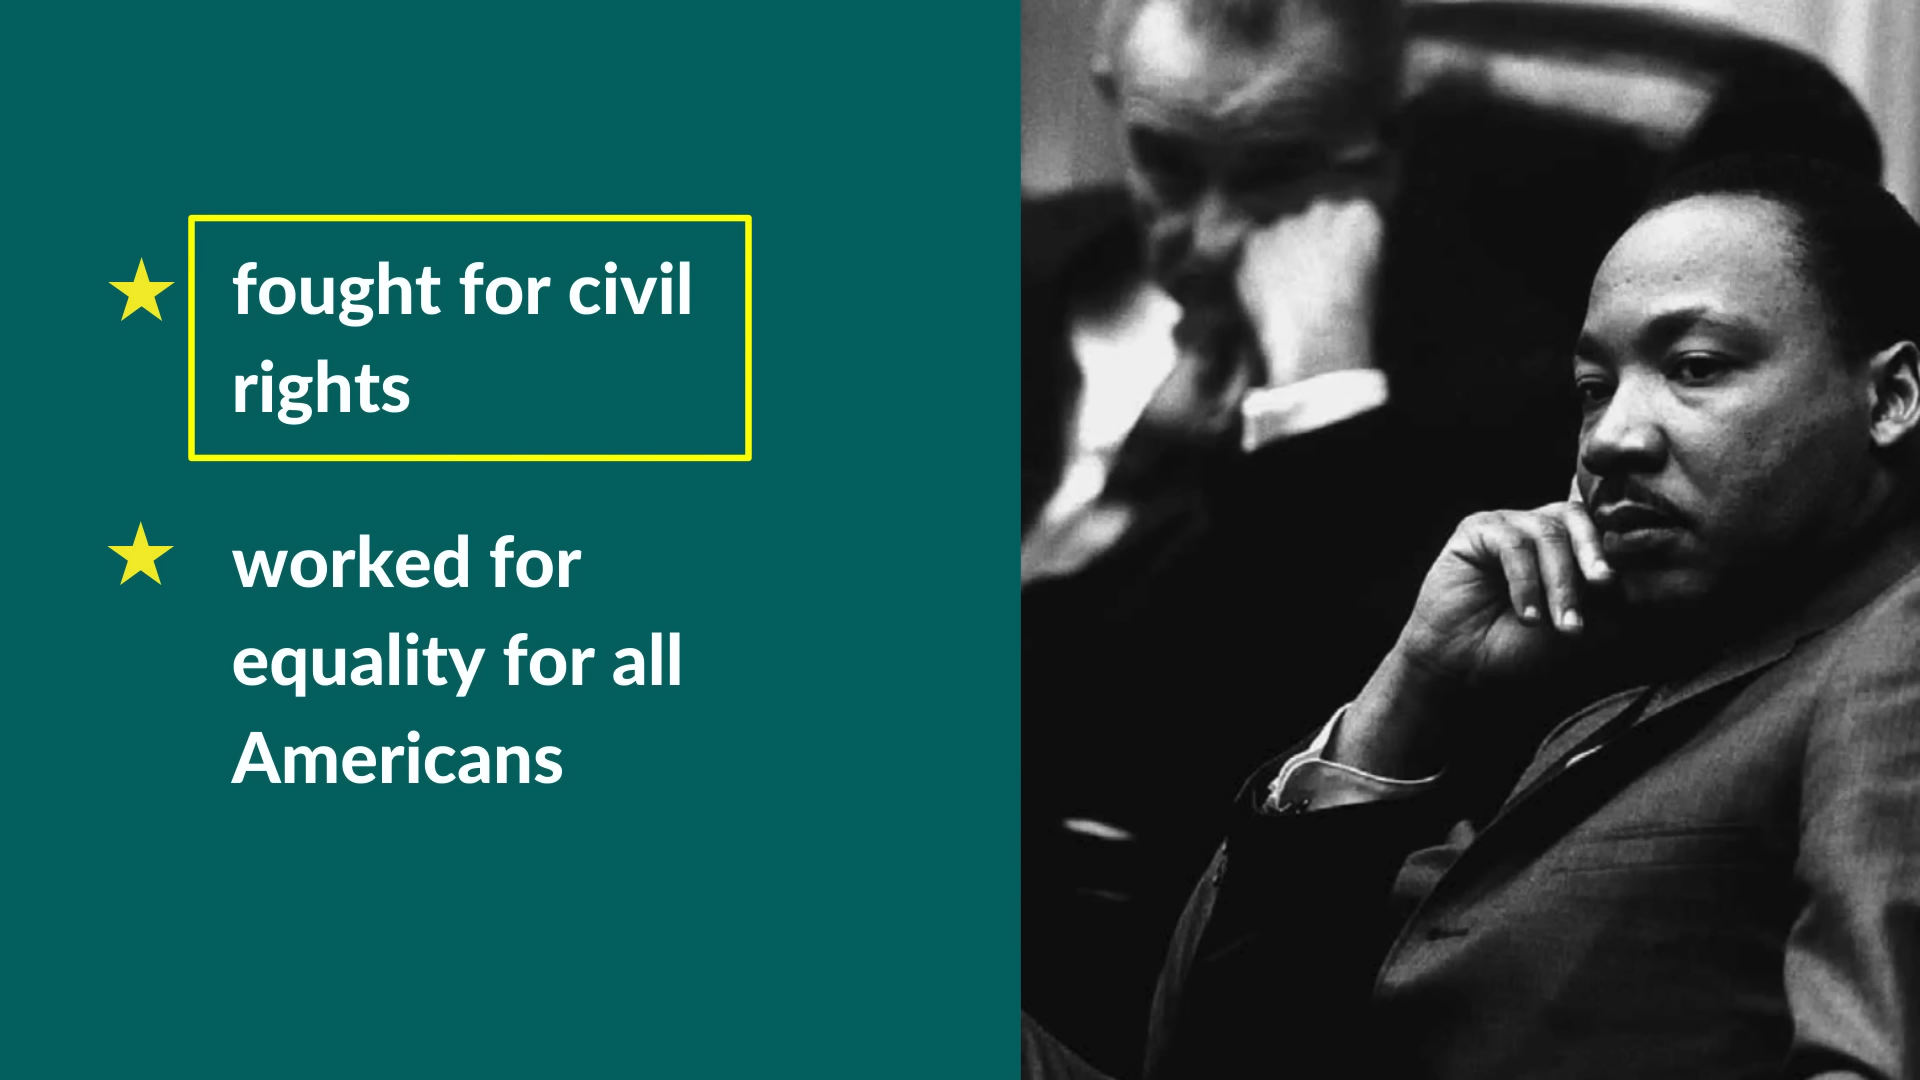 fought for civil
rights
worked for
equality for all
Americans